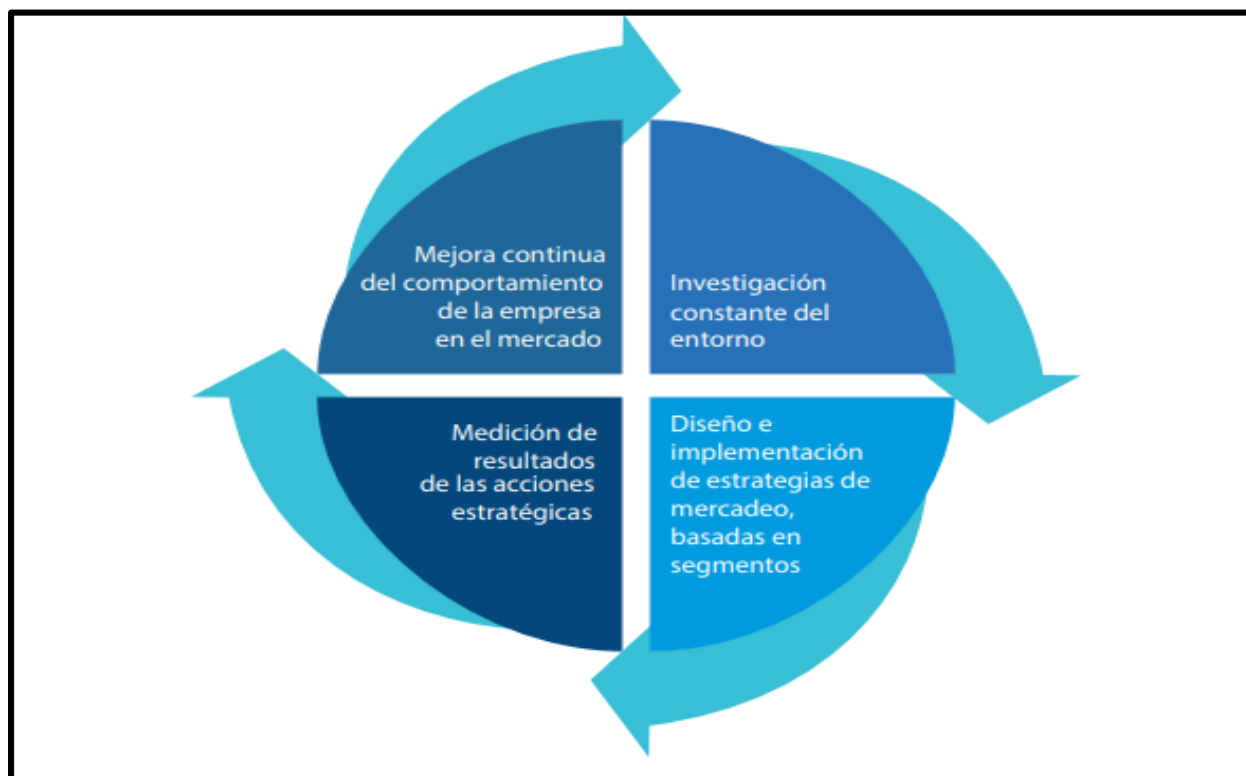 Mejora continua
del comportamiento
de la empresa
en el mercado
Investigación
constante del
entorno
Medición de
resultados
de las acciones
estratégicas
Diseño e
implementación
de estrategias de
mercadeo,
basadas en
segmentos